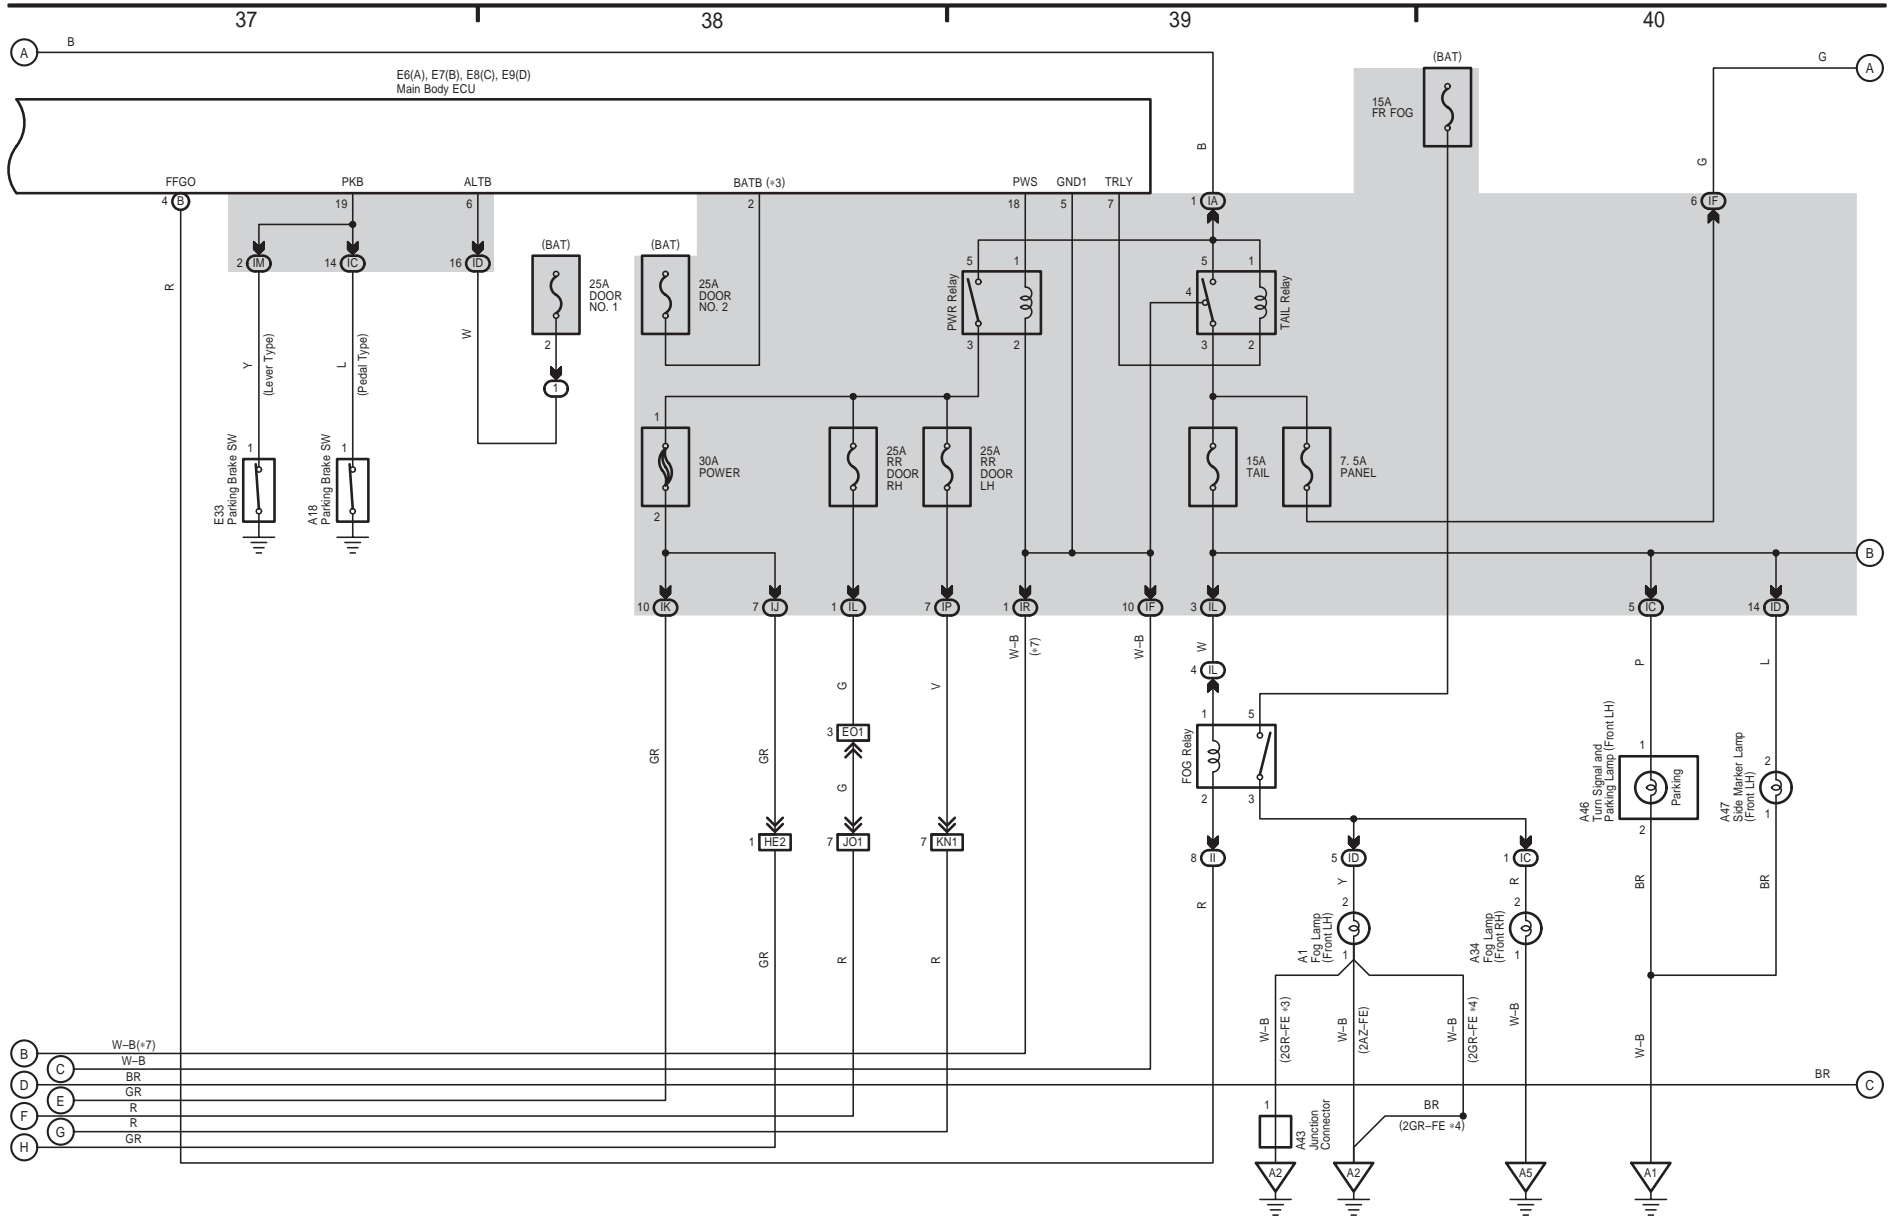 37
38
39
40
A
B
E6(A), E7(B), E8(C), E9(D)
Main Body ECU
(BAT)
15A
FR FOG
G
A
B
G
FFGO
PKB
ALTB
BATB (∗3)
PWS
GND1
TRLY
4
B
19
6
2
18
5
7
1
IA
6
IF
2
IM
14
IC
16
ID
(BAT)
25A
DOOR
NO. 1
2
1
(BAT)
25A
DOOR
NO. 2
PWR Relay
5
1
3
2
TAIL Relay
5
1
4
3
2
R
Y
(Lever Type)
L
(Pedal Type)
W
E33
Parking Brake SW
1
A18
Parking Brake SW
1
1
30A
POWER
2
25A
RR
DOOR
RH
25A
RR
DOOR
LH
15A
TAIL
7. 5A
PANEL
B
10
IK
7
IJ
1
IL
7
IP
1
IR
10
IF
3
IL
5
IC
14
ID
W–B
(∗7)
W–B
W
4
IL
P
L
G
V
3
EO1
GR
GR
G
FOG Relay
1
5
2
3
A46
Turn Signal and
Parking Lamp (Front LH)
1
Parking
2
A47
Side Marker Lamp
(Front LH)
2
1
1
HE2
7
JO1
7
KN1
8
II
5
ID
1
IC
R
Y
R
BR
BR
GR
R
R
A1
Fog Lamp
(Front LH)
2
1
A34
Fog Lamp
(Front RH)
2
1
W–B
(2GR–FE ∗3)
W–B
(2AZ–FE)
W–B
(2GR–FE ∗4)
W–B
W–B
B
W–B(∗7)
C
W–B
D
BR
BR
C
E
GR
F
R
G
R
H
GR
1
A43
Junction
Connector
BR
(2GR–FE ∗4)
A2
A2
A5
A1